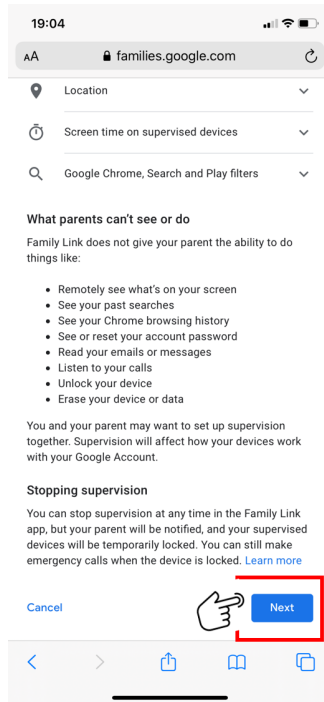 19:04
AA families.google.com
Location
Screen time on supervised devices
Google Chrome, Search and Play filters
What parents can't see or do
Family Link does not give your parent the ability to do
things like:
• Remotely see what's on your screen
• See your past searches
• See your Chrome browsing history
• See or reset your account password
• Read your emails or messages
• Listen to your calls
• Unlock your device
• Erase your device or data
You and your parent may want to set up supervision
together. Supervision will affect how your devices work
with your Google Account.
Stopping supervision
You can stop supervision at any time in the Family Link
app, but your parent will be notified, and your supervised
devices will be temporarily locked. You can still make
emergency calls when the device is locked. Learn more
Cancel Next